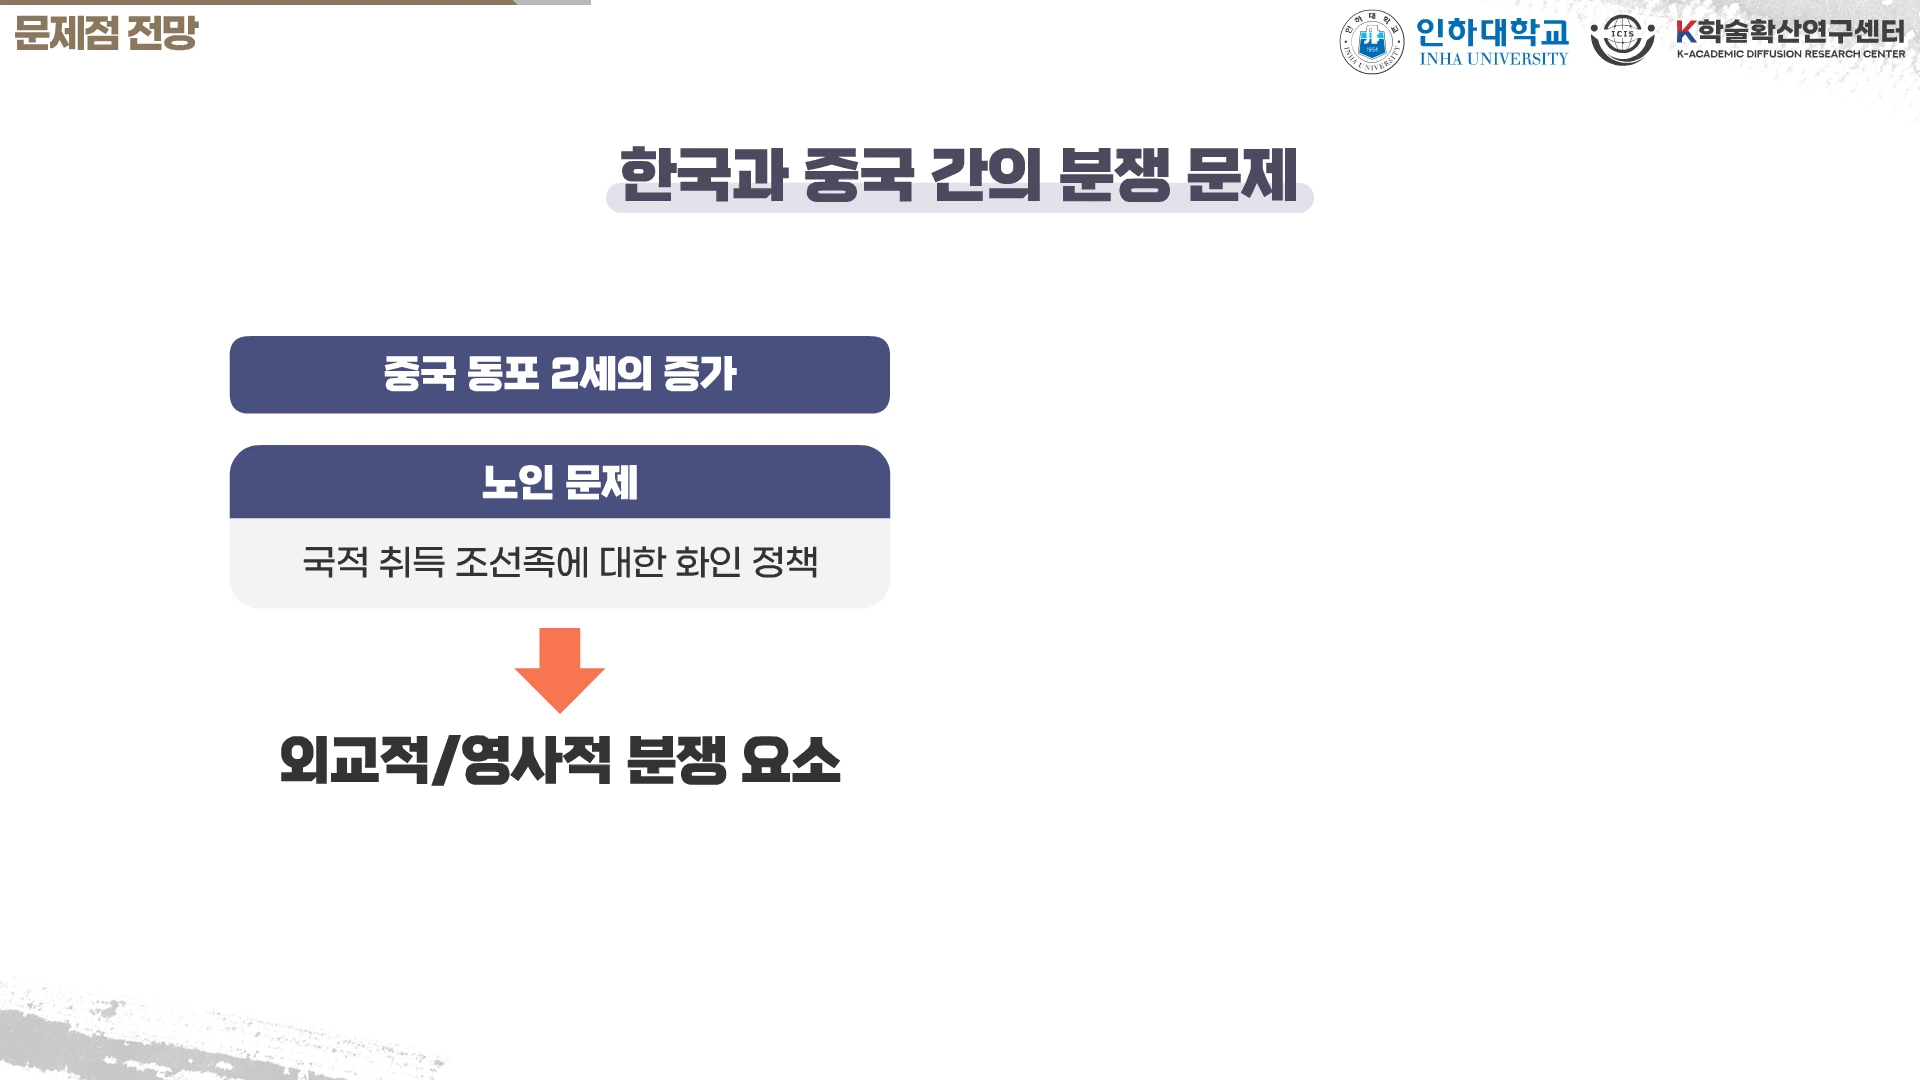 문제점 전망
인하대학교
INHA UNIVERSITY
1954
ICIS
K학술확산연구센터
K-ACADEMIC DIFFUSION RESEARCH CENTER
한국과 중국 간의 분쟁 문제
중국 동포 2세의 증가
노인 문제
국적 취득 조선족에 대한 화인 정책
외교적/영사적 분쟁 요소